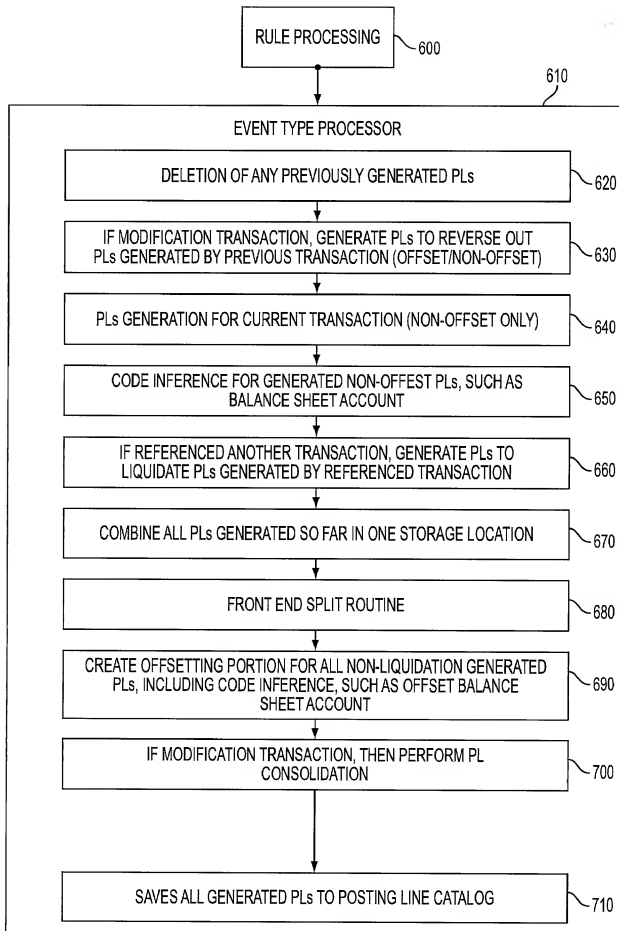 RULE PROCESSING
600
610
EVENT TYPE PROCESSOR
DELETION OF ANY PREVIOUSLY GENERATED PLs
620
IF MODIFICATION TRANSACTION, GENERATE PLs TO REVERSE OUT
PLs GENERATED BY PREVIOUS TRANSACTION (OFFSET/NON-OFFSET)
630
PLs GENERATION FOR CURRENT TRANSACTION (NON-OFFSET ONLY)
640
CODE INFERENCE FOR GENERATED NON-OFFEST PLs, SUCH AS
BALANCE SHEET ACCOUNT
650
IF REFERENCED ANOTHER TRANSACTION, GENERATE PLs TO
LIQUIDATE PLs GENERATED BY REFERENCED TRANSACTION
660
COMBINE ALL PLs GENERATED SO FAR IN ONE STORAGE LOCATION
670
FRONT END SPLIT ROUTINE
680
CREATE OFFSETTING PORTION FOR ALL NON-LIQUIDATION GENERATED
PLs, INCLUDING CODE INFERENCE, SUCH AS OFFSET BALANCE
SHEET ACCOUNT
690
IF MODIFICATION TRANSACTION, THEN PERFORM PL
CONSOLIDATION
700
SAVES ALL GENERATED PLs TO POSTING LINE CATALOG
710